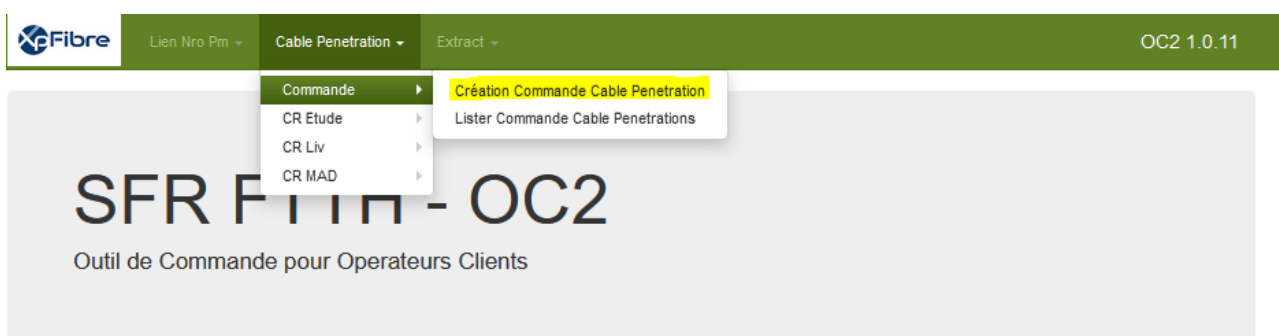 XpFibre Lien Nro Pm Cable Penetration Extract OC2 1.0.11
Commande Création Commande Cable Penetration
CR Etude Lister Commande Cable Penetrations
CR Liv
CR MAD
SFR FTTH - OC2
Outil de Commande pour Operateurs Clients